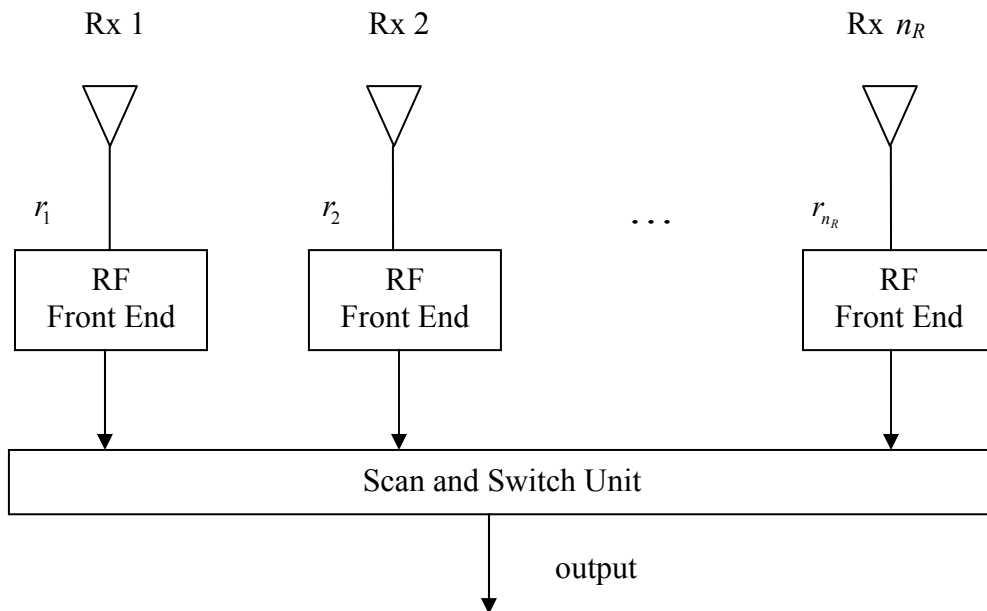 Rx 1
Rx 2
Rx n_R
r_1
r_2
...
r_{n_R}
RF
Front End
RF
Front End
RF
Front End
Scan and Switch Unit
output